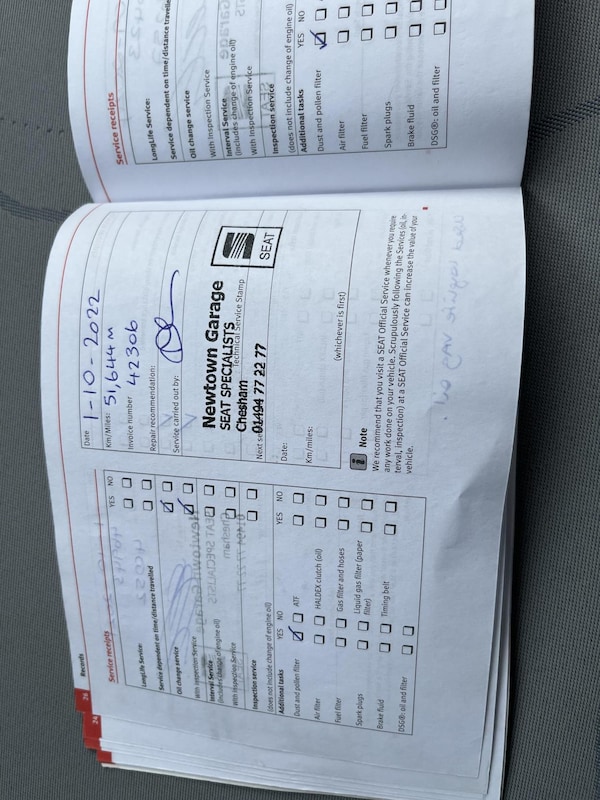 26 Records
24
Service receipts
YES NO
LongLife Service:
Service dependent on time/distance travelled
Oil change service
With Inspection Service
Interval Service
(Includes change of engine oil)
With Inspection Service
Inspection service
(does not include change of engine oil)
Additional tasks
YES NO
YES NO
Dust and pollen filter
ATF
Air filter
HALDEX clutch (oil)
Fuel filter
Gas filter and hoses
Spark plugs
Liquid gas filter (paper filter)
Brake fluid
Timing belt
DSG®: oil and filter
Date 1-10-2022
Km/Miles: 51,644 m
Invoice number 42306
Repair recommendation:
Service carried out by:
Newtown Garage
SEAT SPECIALISTS
Chesham
01494 77 22 77
SEAT
Technical Service Stamp
Next se
Date:
Km/miles:
(whichever is first)
i Note
We recommend that you visit a SEAT Official Service whenever you require
any work done on your vehicle. Scrupulously following the Services (oil, in-
terval, inspection) at a SEAT Official Service can increase the value of your
vehicle.
Service receipts
LongLife Service:
Service dependent on time/distance travelle
Oil change service
With Inspection Service
Interval Service
(Includes change of engine oil)
With Inspection Service
Inspection service
(does not include change of engine oil)
Additional tasks
YES NO
Dust and pollen filter
Air filter
Fuel filter
Spark plugs
Brake fluid
DSG®: oil and filter